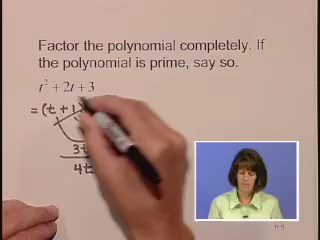 Factor the polynomial completely. If
the polynomial is prime, say so.
t² + 2t + 3
= (t + 1
3t
4t